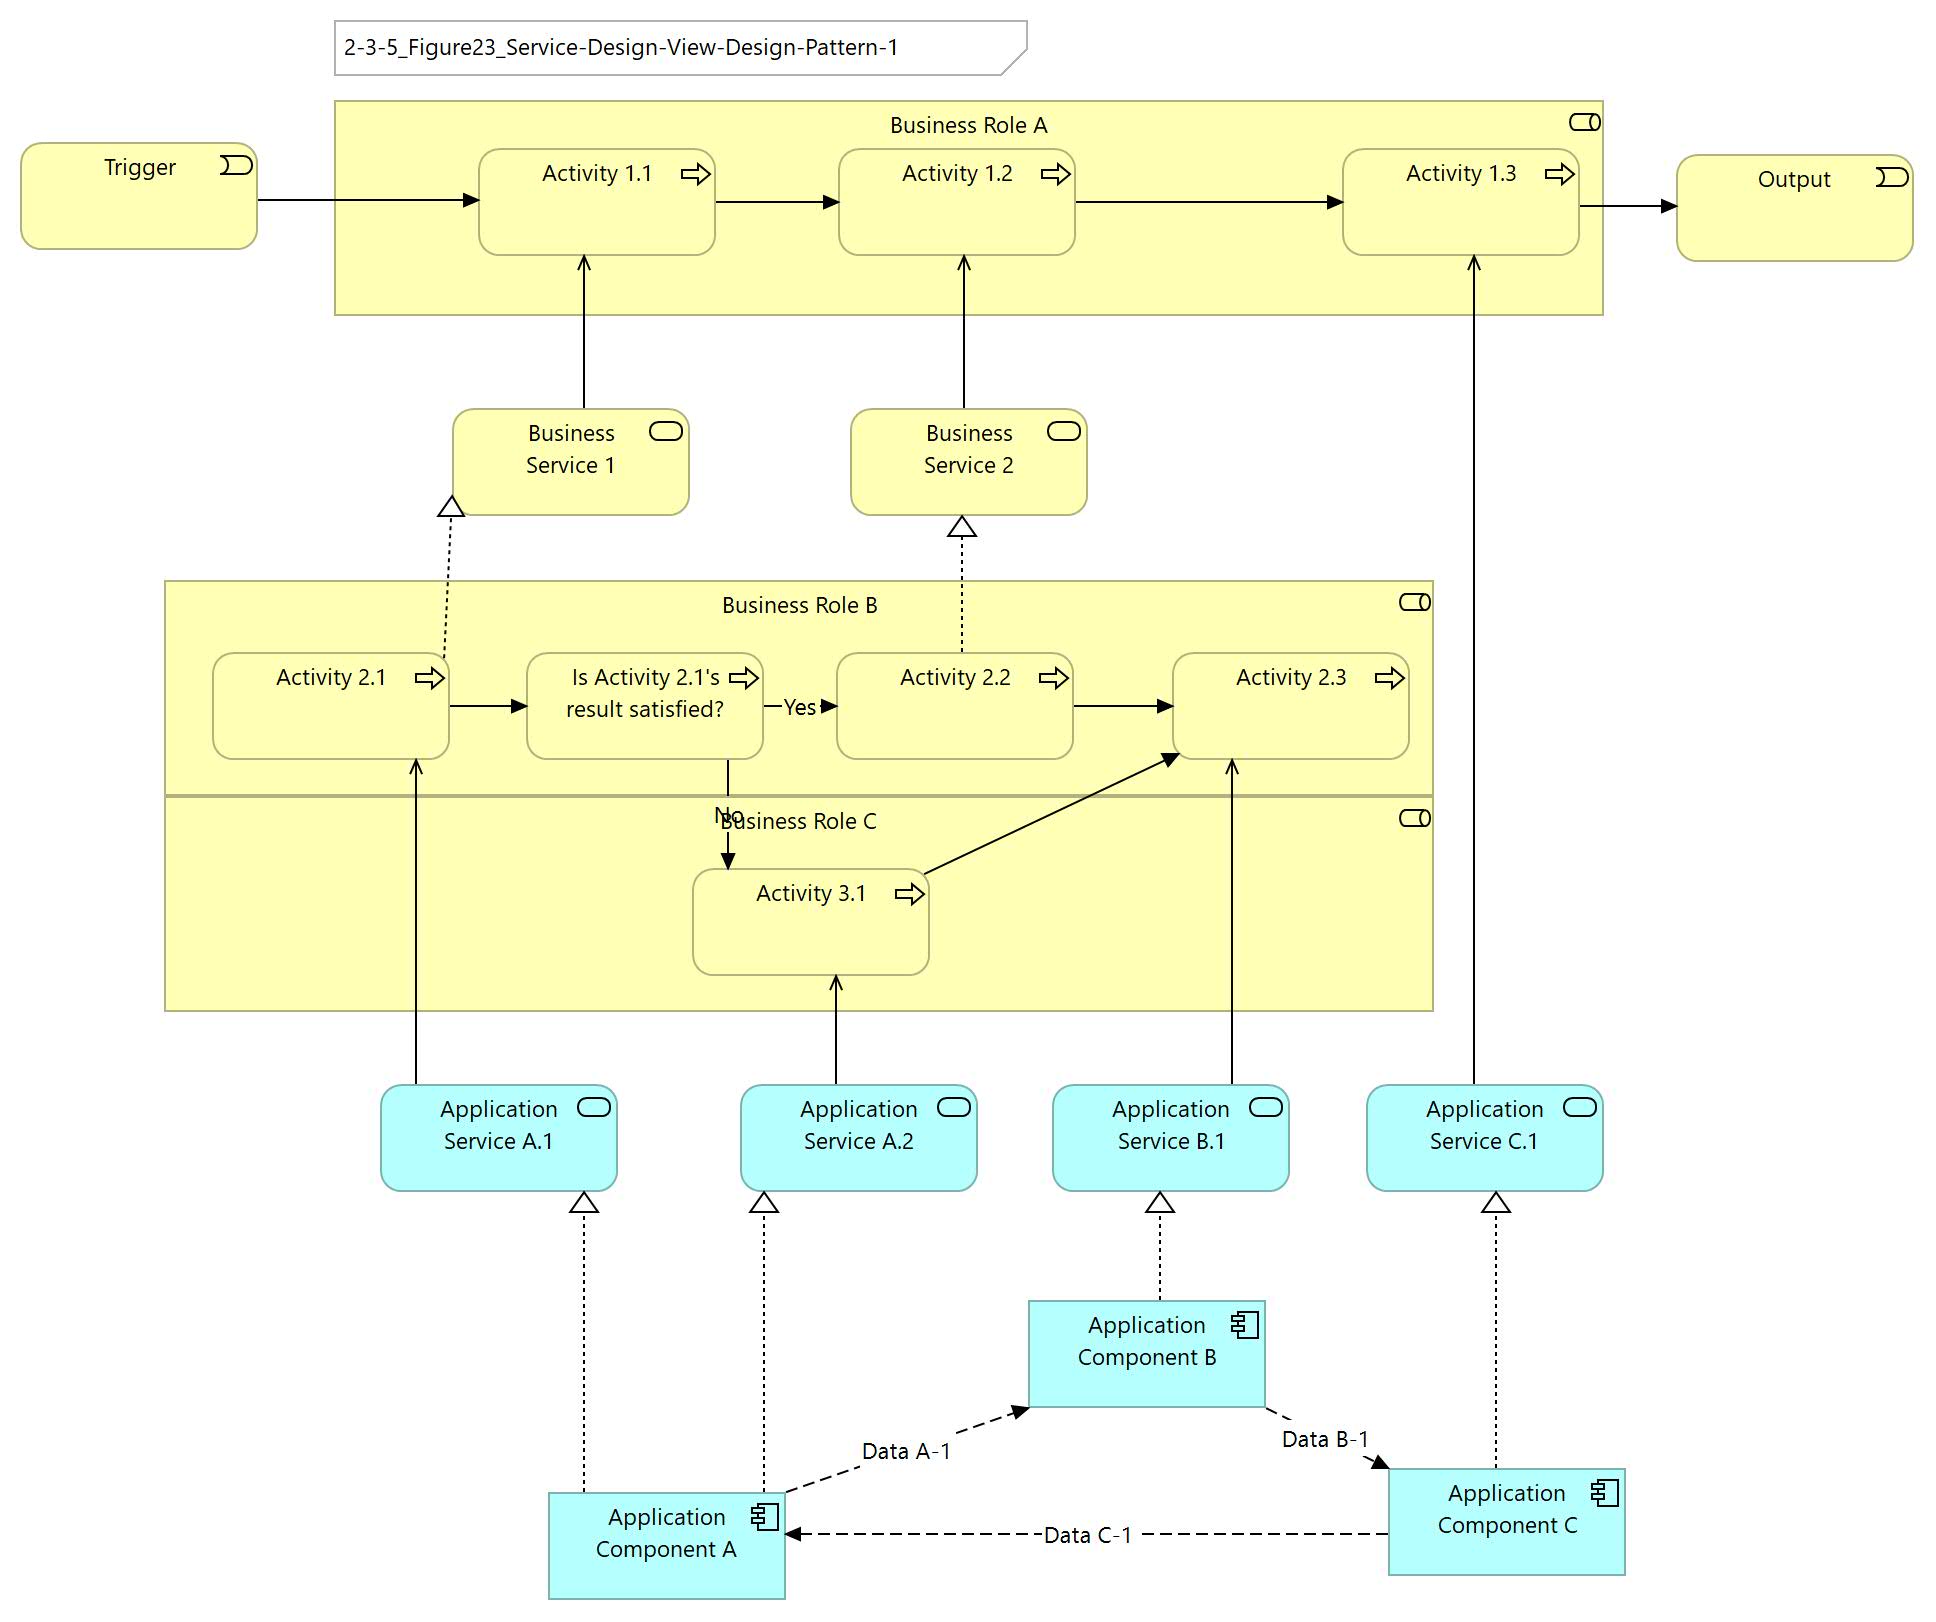 2-3-5_Figure23_Service-Design-View-Design-Pattern-1
Business Role A
Trigger
Activity 1.1
Activity 1.2
Activity 1.3
Output
Business
Service 1
Business
Service 2
Business Role B
Activity 2.1
Is Activity 2.1's
result satisfied?
Yes
Activity 2.2
Activity 2.3
No
Business Role C
Activity 3.1
Application
Service A.1
Application
Service A.2
Application
Service B.1
Application
Service C.1
Application
Component B
Data A-1
Data B-1
Application
Component A
Data C-1
Application
Component C